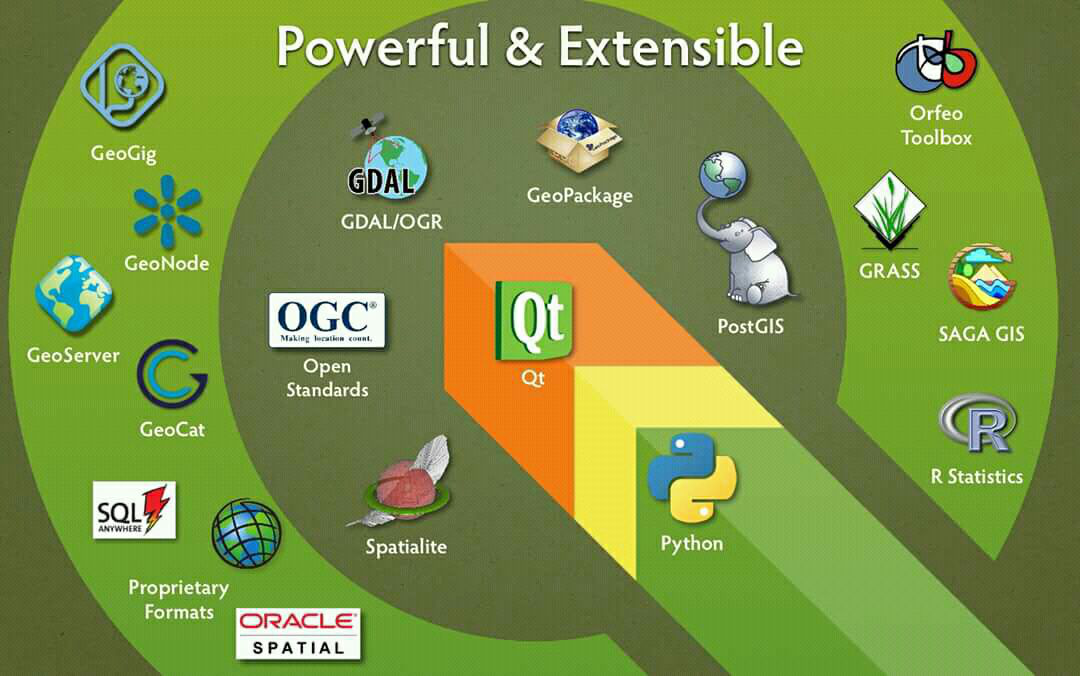 Powerful & Extensible
GeoGig
GDAL
GDAL/OGR
GeoPackage
GeoPackage
Orfeo
Toolbox
GeoNode
GRASS
GeoServer
OGC®
Making location count.
Open
Standards
Qt
Qt
PostGIS
SAGA GIS
GeoCat
R
R Statistics
SQL
ANYWHERE
Spatialite
Python
Proprietary
Formats
ORACLE®
SPATIAL